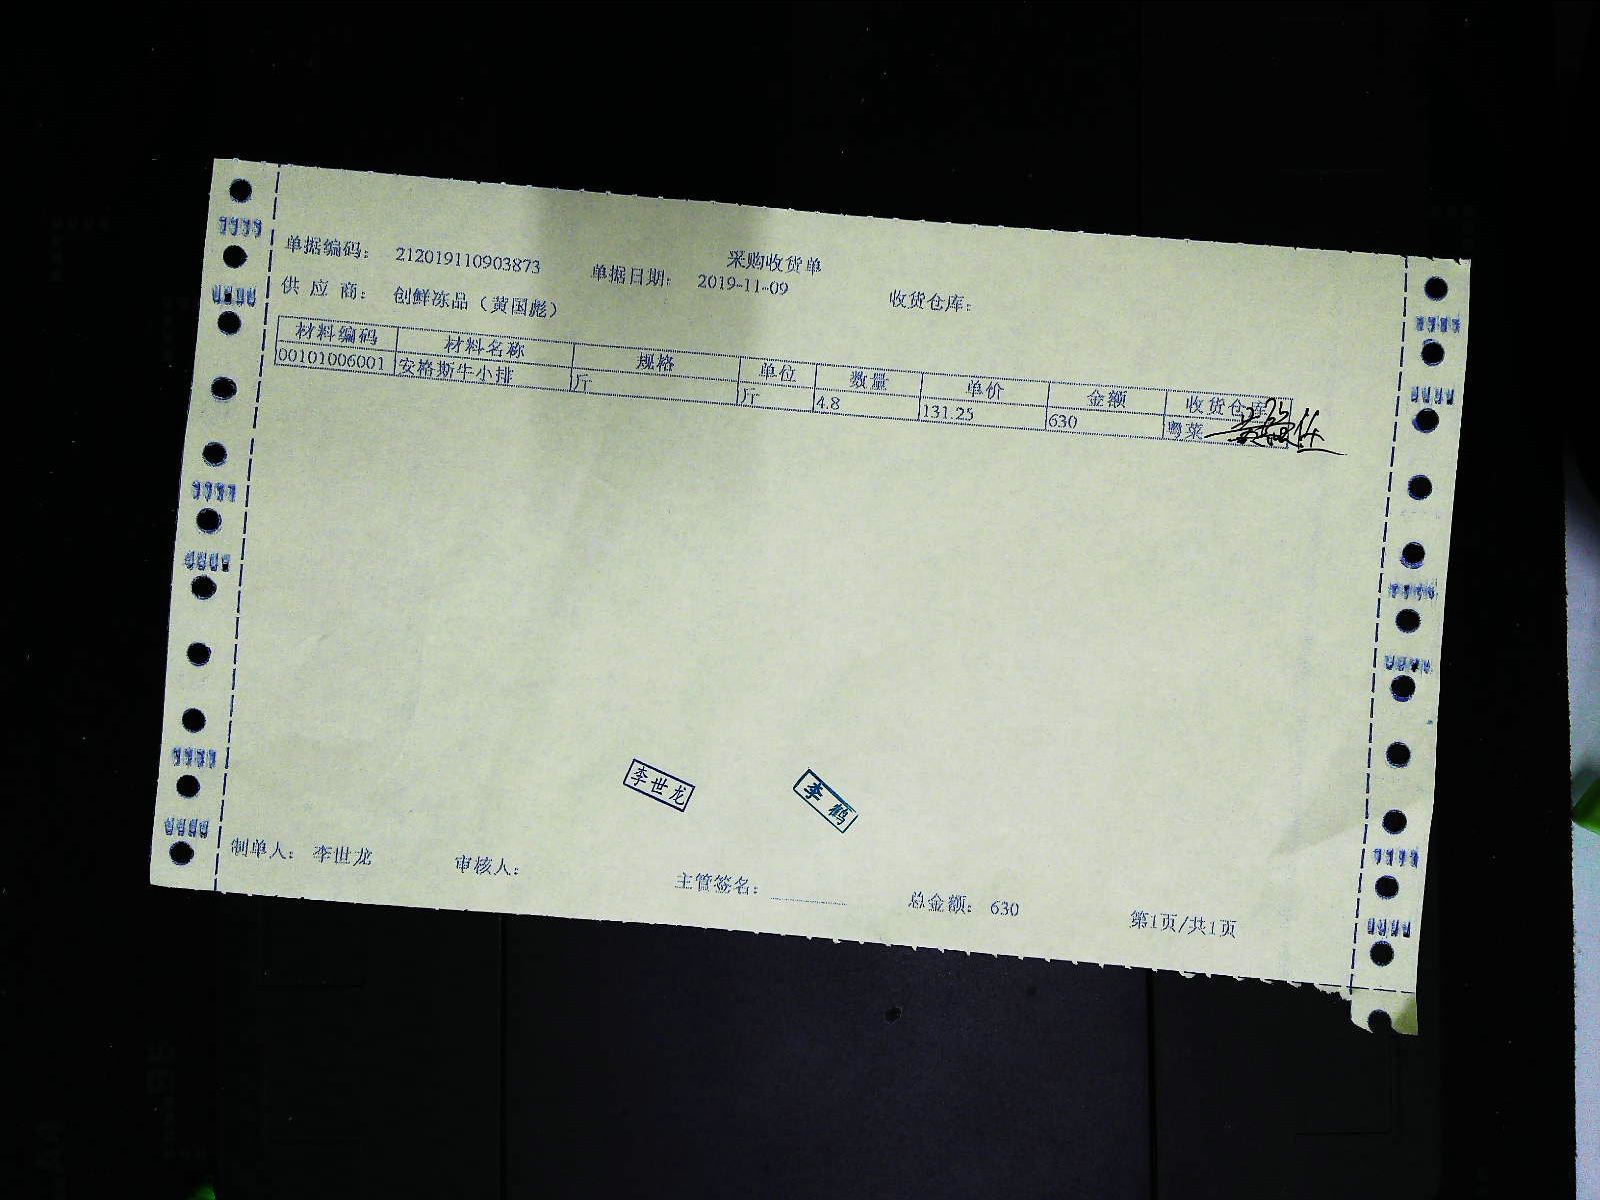 采购收货单
单据编码： 212019110903873 单据日期： 2019-11-09 收货仓库：
供 应 商： 创鲜冻品（黄国彪）
材料编码 材料名称 规格 单位 数量 单价 金额 收货仓库
00101006001 安格斯牛小排 斤 斤 4.8 131.25 630 粤菜
李世龙 李鹤
制单人： 李世龙 审核人： 主管签名： 总金额： 630 第1页/共1页